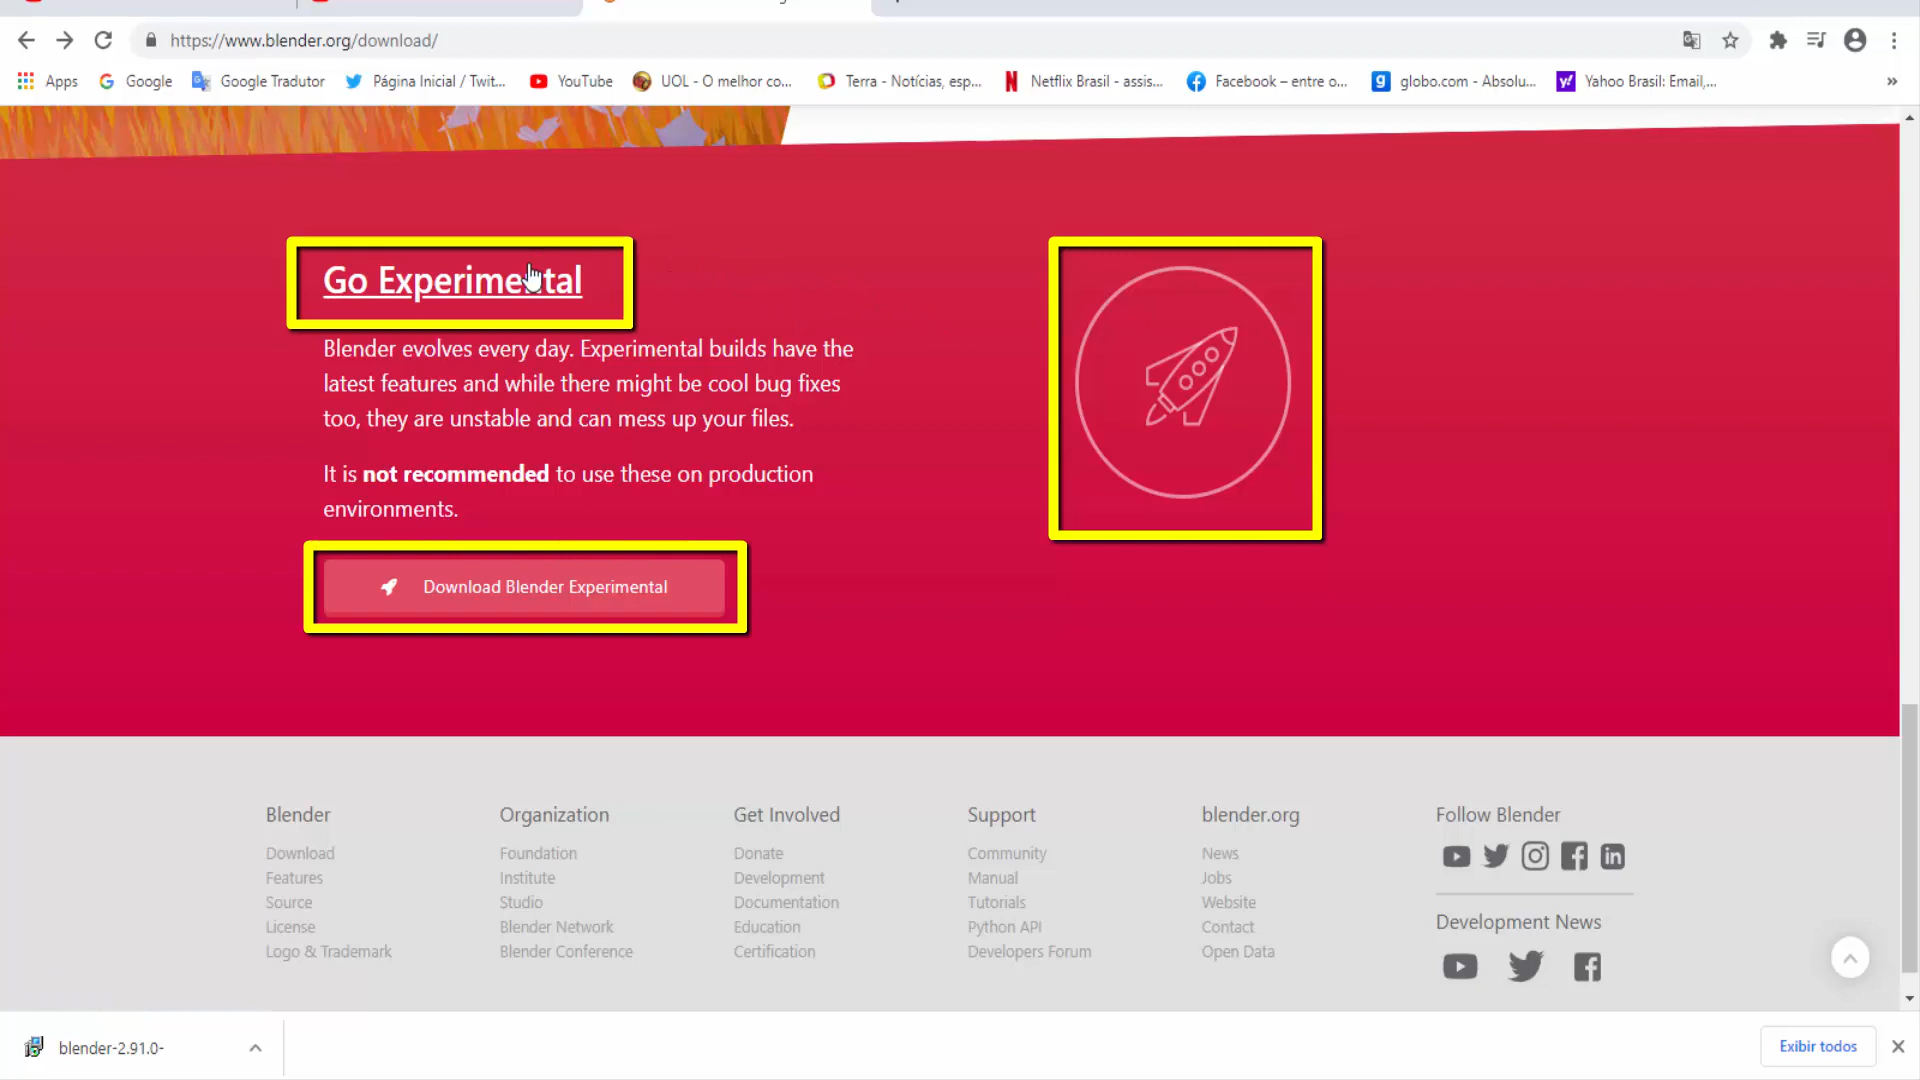 https://www.blender.org/download/
Apps
Google
Google Tradutor
Página Inicial / Twit...
YouTube
UOL - O melhor co...
Terra - Notícias, esp...
Netflix Brasil - assis...
Facebook – entre o...
globo.com - Absolu...
Yahoo Brasil: Email,...
»
Go Experimental
Blender evolves every day. Experimental builds have the
latest features and while there might be cool bug fixes
too, they are unstable and can mess up your files.
It is not recommended to use these on production
environments.
Download Blender Experimental
Blender
Download
Features
Source
License
Logo & Trademark
Organization
Foundation
Institute
Studio
Blender Network
Blender Conference
Get Involved
Donate
Development
Documentation
Education
Certification
Support
Community
Manual
Tutorials
Python API
Developers Forum
blender.org
News
Jobs
Website
Contact
Open Data
Follow Blender
Development News
blender-2.91.0-
Exibir todos